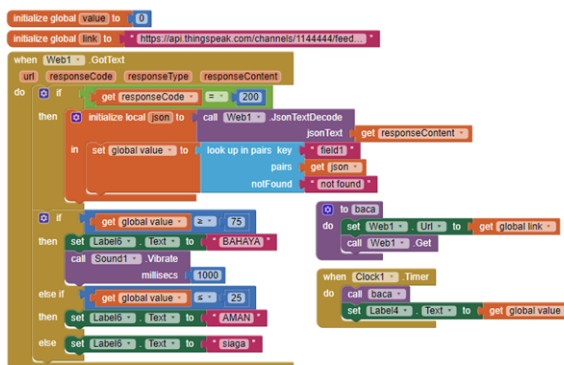 initialize global value to 0
initialize global link to " https://api.thingspeak.com/channels/1144444/feed... "
when Web1 .GotText
url responseCode responseType responseContent
do if get responseCode = 200
then initialize local json to call Web1 .JsonTextDecode
jsonText get responseContent
in set global value to look up in pairs key " field1 "
pairs get json
notFound " not found "
if get global value ≥ 75
then set Label6 . Text to " BAHAYA "
call Sound1 .Vibrate
millisecs 1000
else if get global value ≤ 25
then set Label6 . Text to " AMAN "
else set Label6 . Text to " siaga "
to baca
do set Web1 . Url to get global link
call Web1 .Get
when Clock1 .Timer
do call baca
set Label4 . Text to get global value